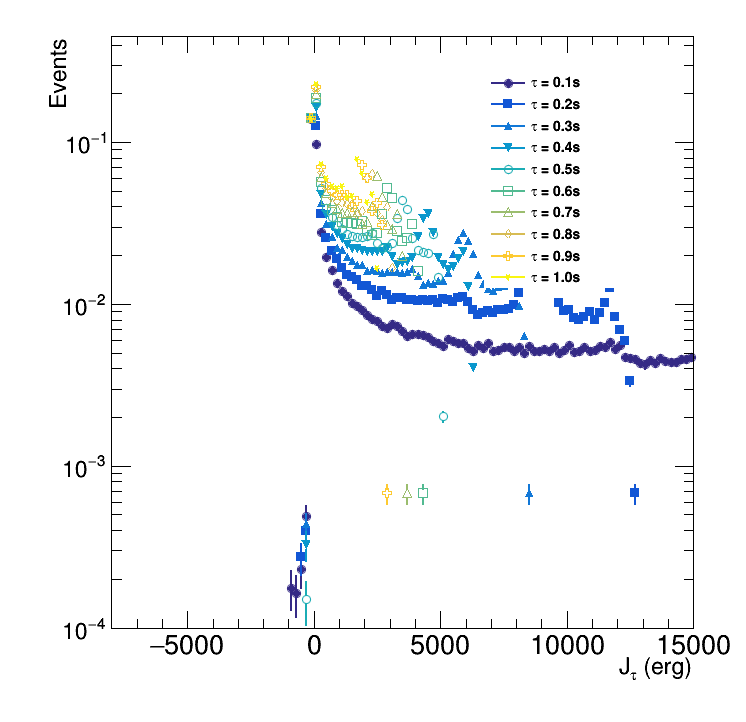 Events
τ = 0.1s
τ = 0.2s
τ = 0.3s
τ = 0.4s
τ = 0.5s
τ = 0.6s
τ = 0.7s
τ = 0.8s
τ = 0.9s
τ = 1.0s
10⁻¹
10⁻²
10⁻³
10⁻⁴
−5000 0 5000 10000 15000
J_τ (erg)